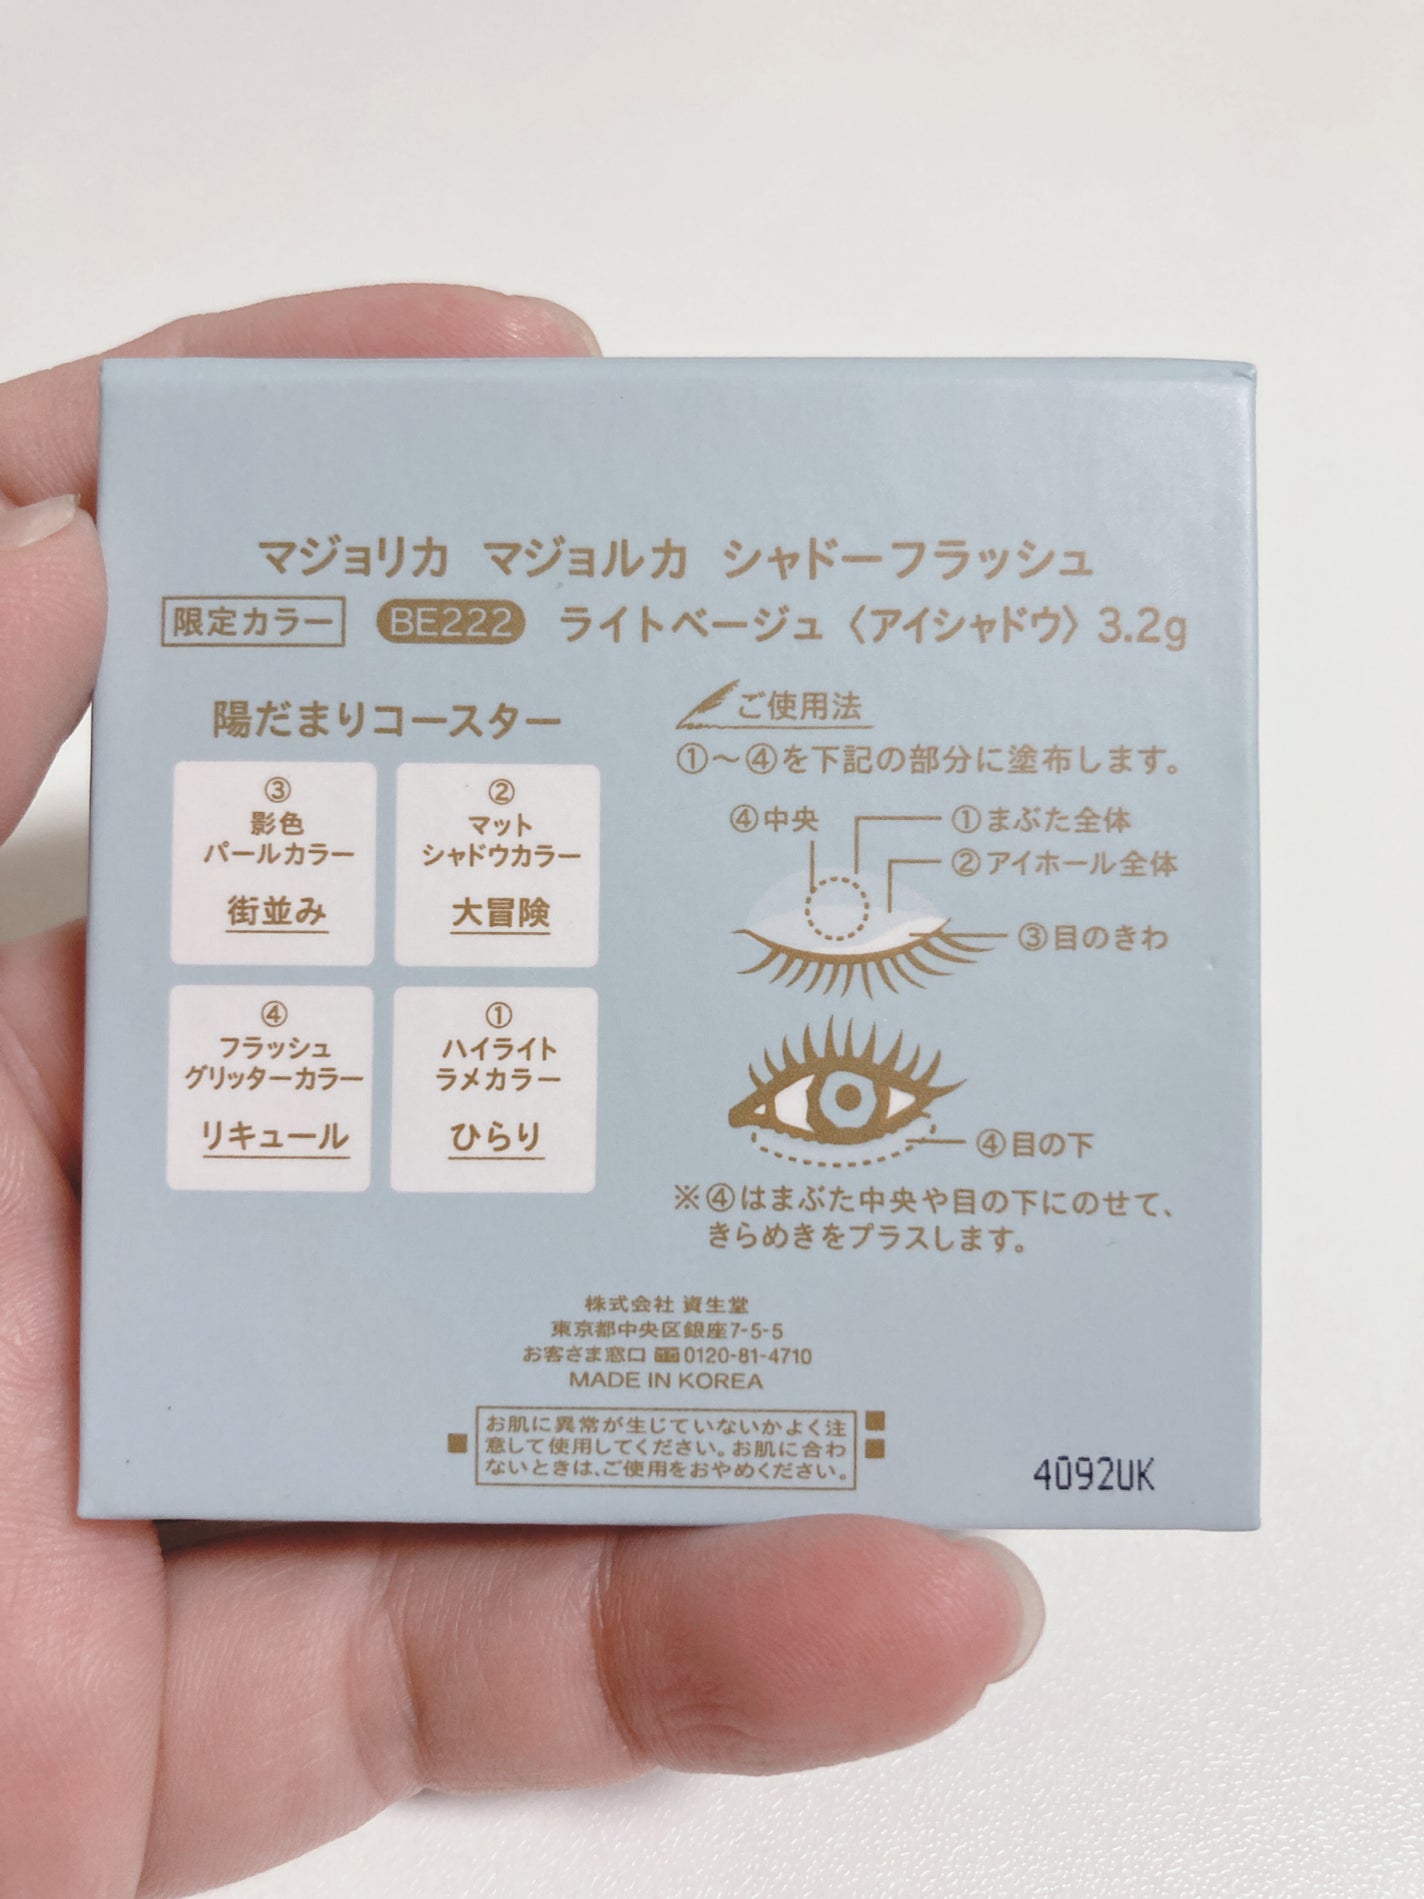 マジョリカ マジョルカ シャドーフラッシュ
限定カラー BE222 ライトベージュ〈アイシャドウ〉3.2g
陽だまりコースター
③
影色
パールカラー
街並み
②
マット
シャドウカラー
大冒険
④
フラッシュ
グリッターカラー
リキュール
①
ハイライト
ラメカラー
ひらり
ご使用法
①～④を下記の部分に塗布します。
④中央
①まぶた全体
②アイホール全体
③目のきわ
④目の下
※④はまぶた中央や目の下にのせて、
きらめきをプラスします。
株式会社 資生堂
東京都中央区銀座7-5-5
お客さま窓口 0120-81-4710
MADE IN KOREA
お肌に異常が生じていないかよく注
意して使用してください。お肌に合わ
ないときは、ご使用をおやめください。
4092UK